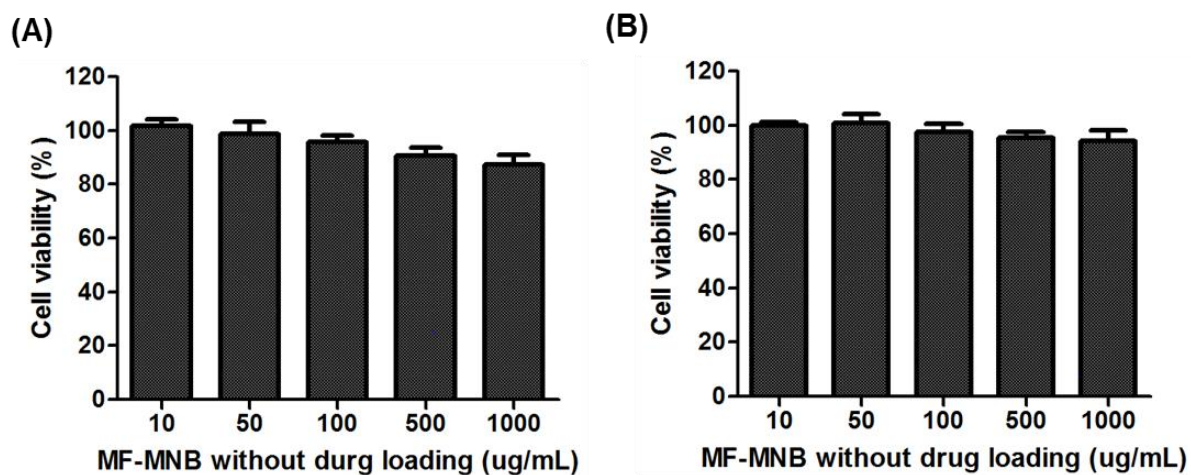 (A)
120
100
80
60
40
20
0
Cell viability (%)
10 50 100 500 1000
MF-MNB without durg loading (ug/mL)
(B)
120
100
80
60
40
20
0
Cell viability (%)
10 50 100 500 1000
MF-MNB without drug loading (ug/mL)